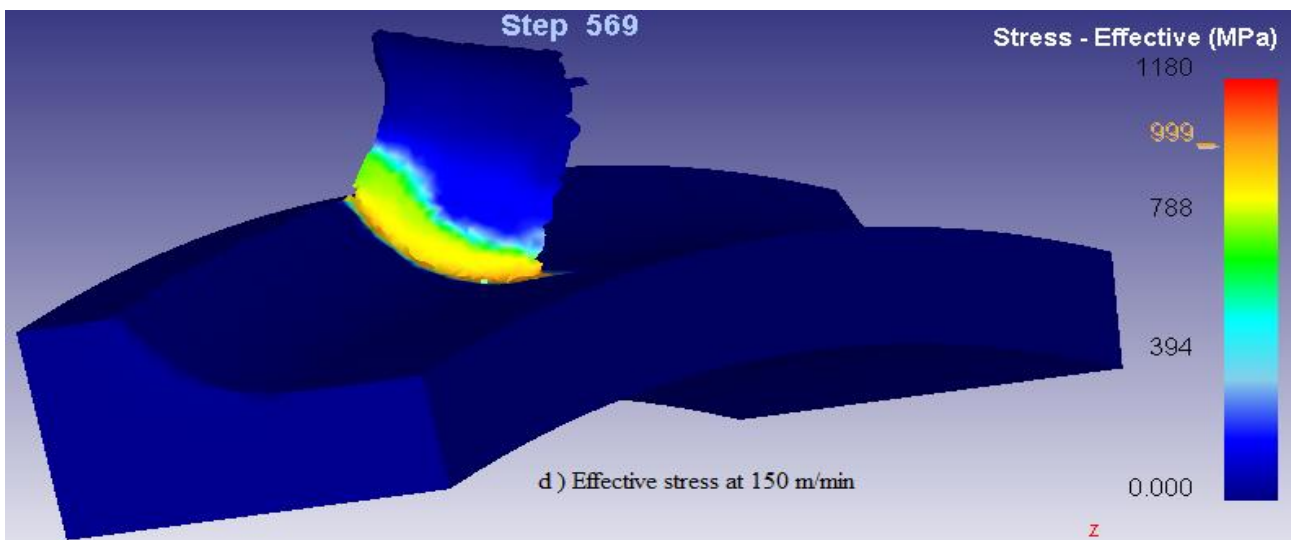 Step 569
Stress - Effective (MPa)
1180
999
788
394
0.000
d ) Effective stress at 150 m/min
z